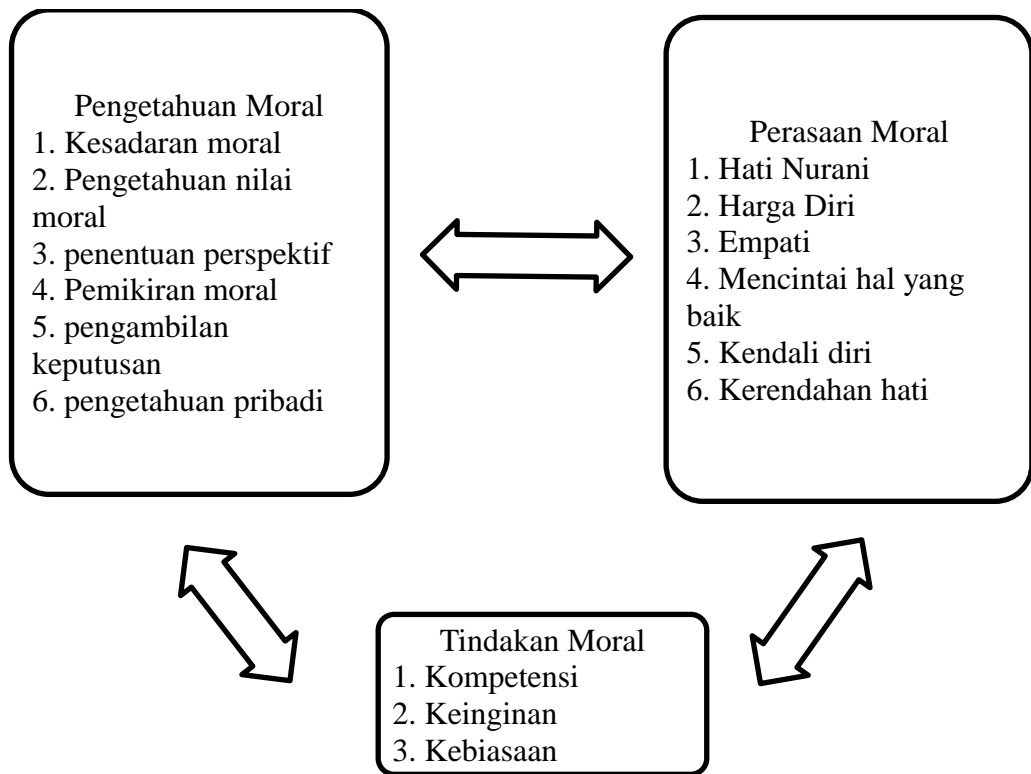 Pengetahuan Moral
1. Kesadaran moral
2. Pengetahuan nilai
moral
3. penentuan perspektif
4. Pemikiran moral
5. pengambilan
keputusan
6. pengetahuan pribadi
Perasaan Moral
1. Hati Nurani
2. Harga Diri
3. Empati
4. Mencintai hal yang
baik
5. Kendali diri
6. Kerendahan hati
Tindakan Moral
1. Kompetensi
2. Keinginan
3. Kebiasaan